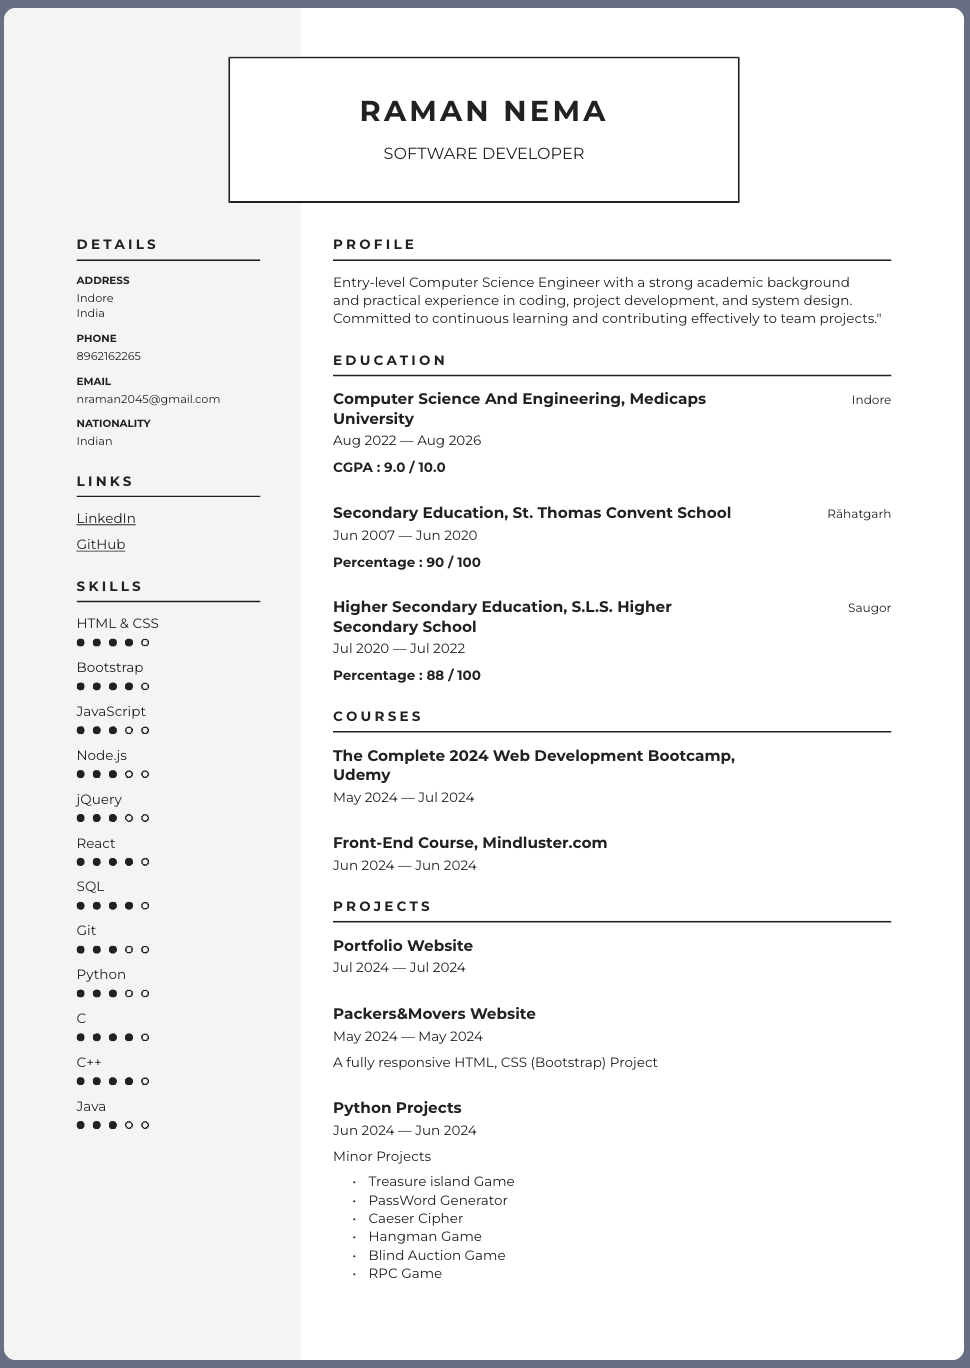 RAMAN NEMA
SOFTWARE DEVELOPER
DETAILS
ADDRESS
Indore
India
PHONE
8962162265
EMAIL
nraman2045@gmail.com
NATIONALITY
Indian
LINKS
LinkedIn
GitHub
SKILLS
HTML & CSS
Bootstrap
JavaScript
Node.js
jQuery
React
SQL
Git
Python
C
C++
Java
PROFILE
Entry-level Computer Science Engineer with a strong academic background
and practical experience in coding, project development, and system design.
Committed to continuous learning and contributing effectively to team projects."
EDUCATION
Computer Science And Engineering, Medicaps
University
Indore
Aug 2022 — Aug 2026
CGPA : 9.0 / 10.0
Secondary Education, St. Thomas Convent School
Rāhatgarh
Jun 2007 — Jun 2020
Percentage : 90 / 100
Higher Secondary Education, S.L.S. Higher
Secondary School
Saugor
Jul 2020 — Jul 2022
Percentage : 88 / 100
COURSES
The Complete 2024 Web Development Bootcamp,
Udemy
May 2024 — Jul 2024
Front-End Course, Mindluster.com
Jun 2024 — Jun 2024
PROJECTS
Portfolio Website
Jul 2024 — Jul 2024
Packers&Movers Website
May 2024 — May 2024
A fully responsive HTML, CSS (Bootstrap) Project
Python Projects
Jun 2024 — Jun 2024
Minor Projects
• Treasure island Game
• PassWord Generator
• Caeser Cipher
• Hangman Game
• Blind Auction Game
• RPC Game